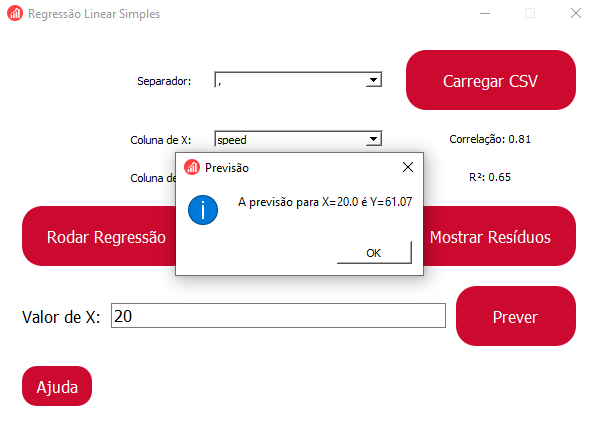 Regressão Linear Simples
Separador:
,
Carregar CSV
Coluna de X:
speed
Correlação: 0.81
Coluna de
R²: 0.65
Previsão
A previsão para X=20.0 é Y=61.07
OK
Rodar Regressão
Mostrar Resíduos
Valor de X:
20
Prever
Ajuda